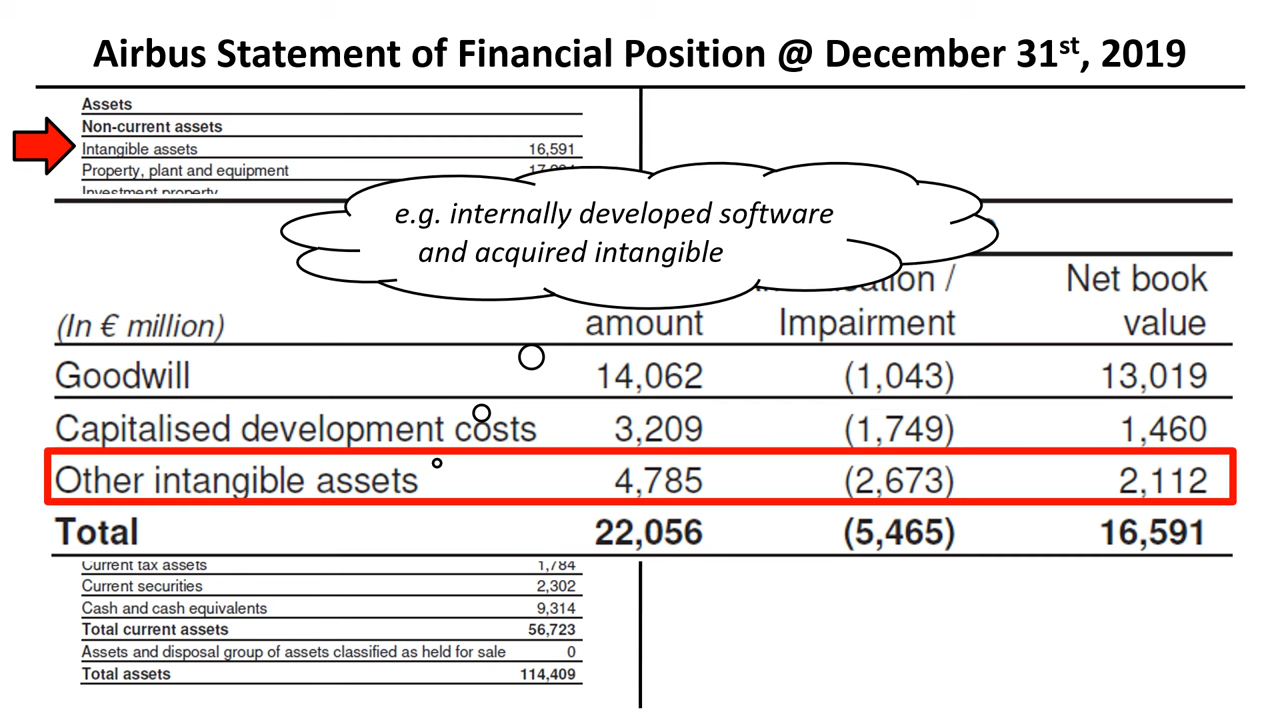 Airbus Statement of Financial Position @ December 31st, 2019
Assets
Non-current assets
Intangible assets 16,591
Property, plant and equipment
Investment property
e.g. internally developed software
and acquired intangible
(In € million) amount Impairment Net book value
Goodwill 14,062 (1,043) 13,019
Capitalised development costs 3,209 (1,749) 1,460
Other intangible assets 4,785 (2,673) 2,112
Total 22,056 (5,465) 16,591
Current tax assets 1,784
Current securities 2,302
Cash and cash equivalents 9,314
Total current assets 56,723
Assets and disposal group of assets classified as held for sale 0
Total assets 114,409